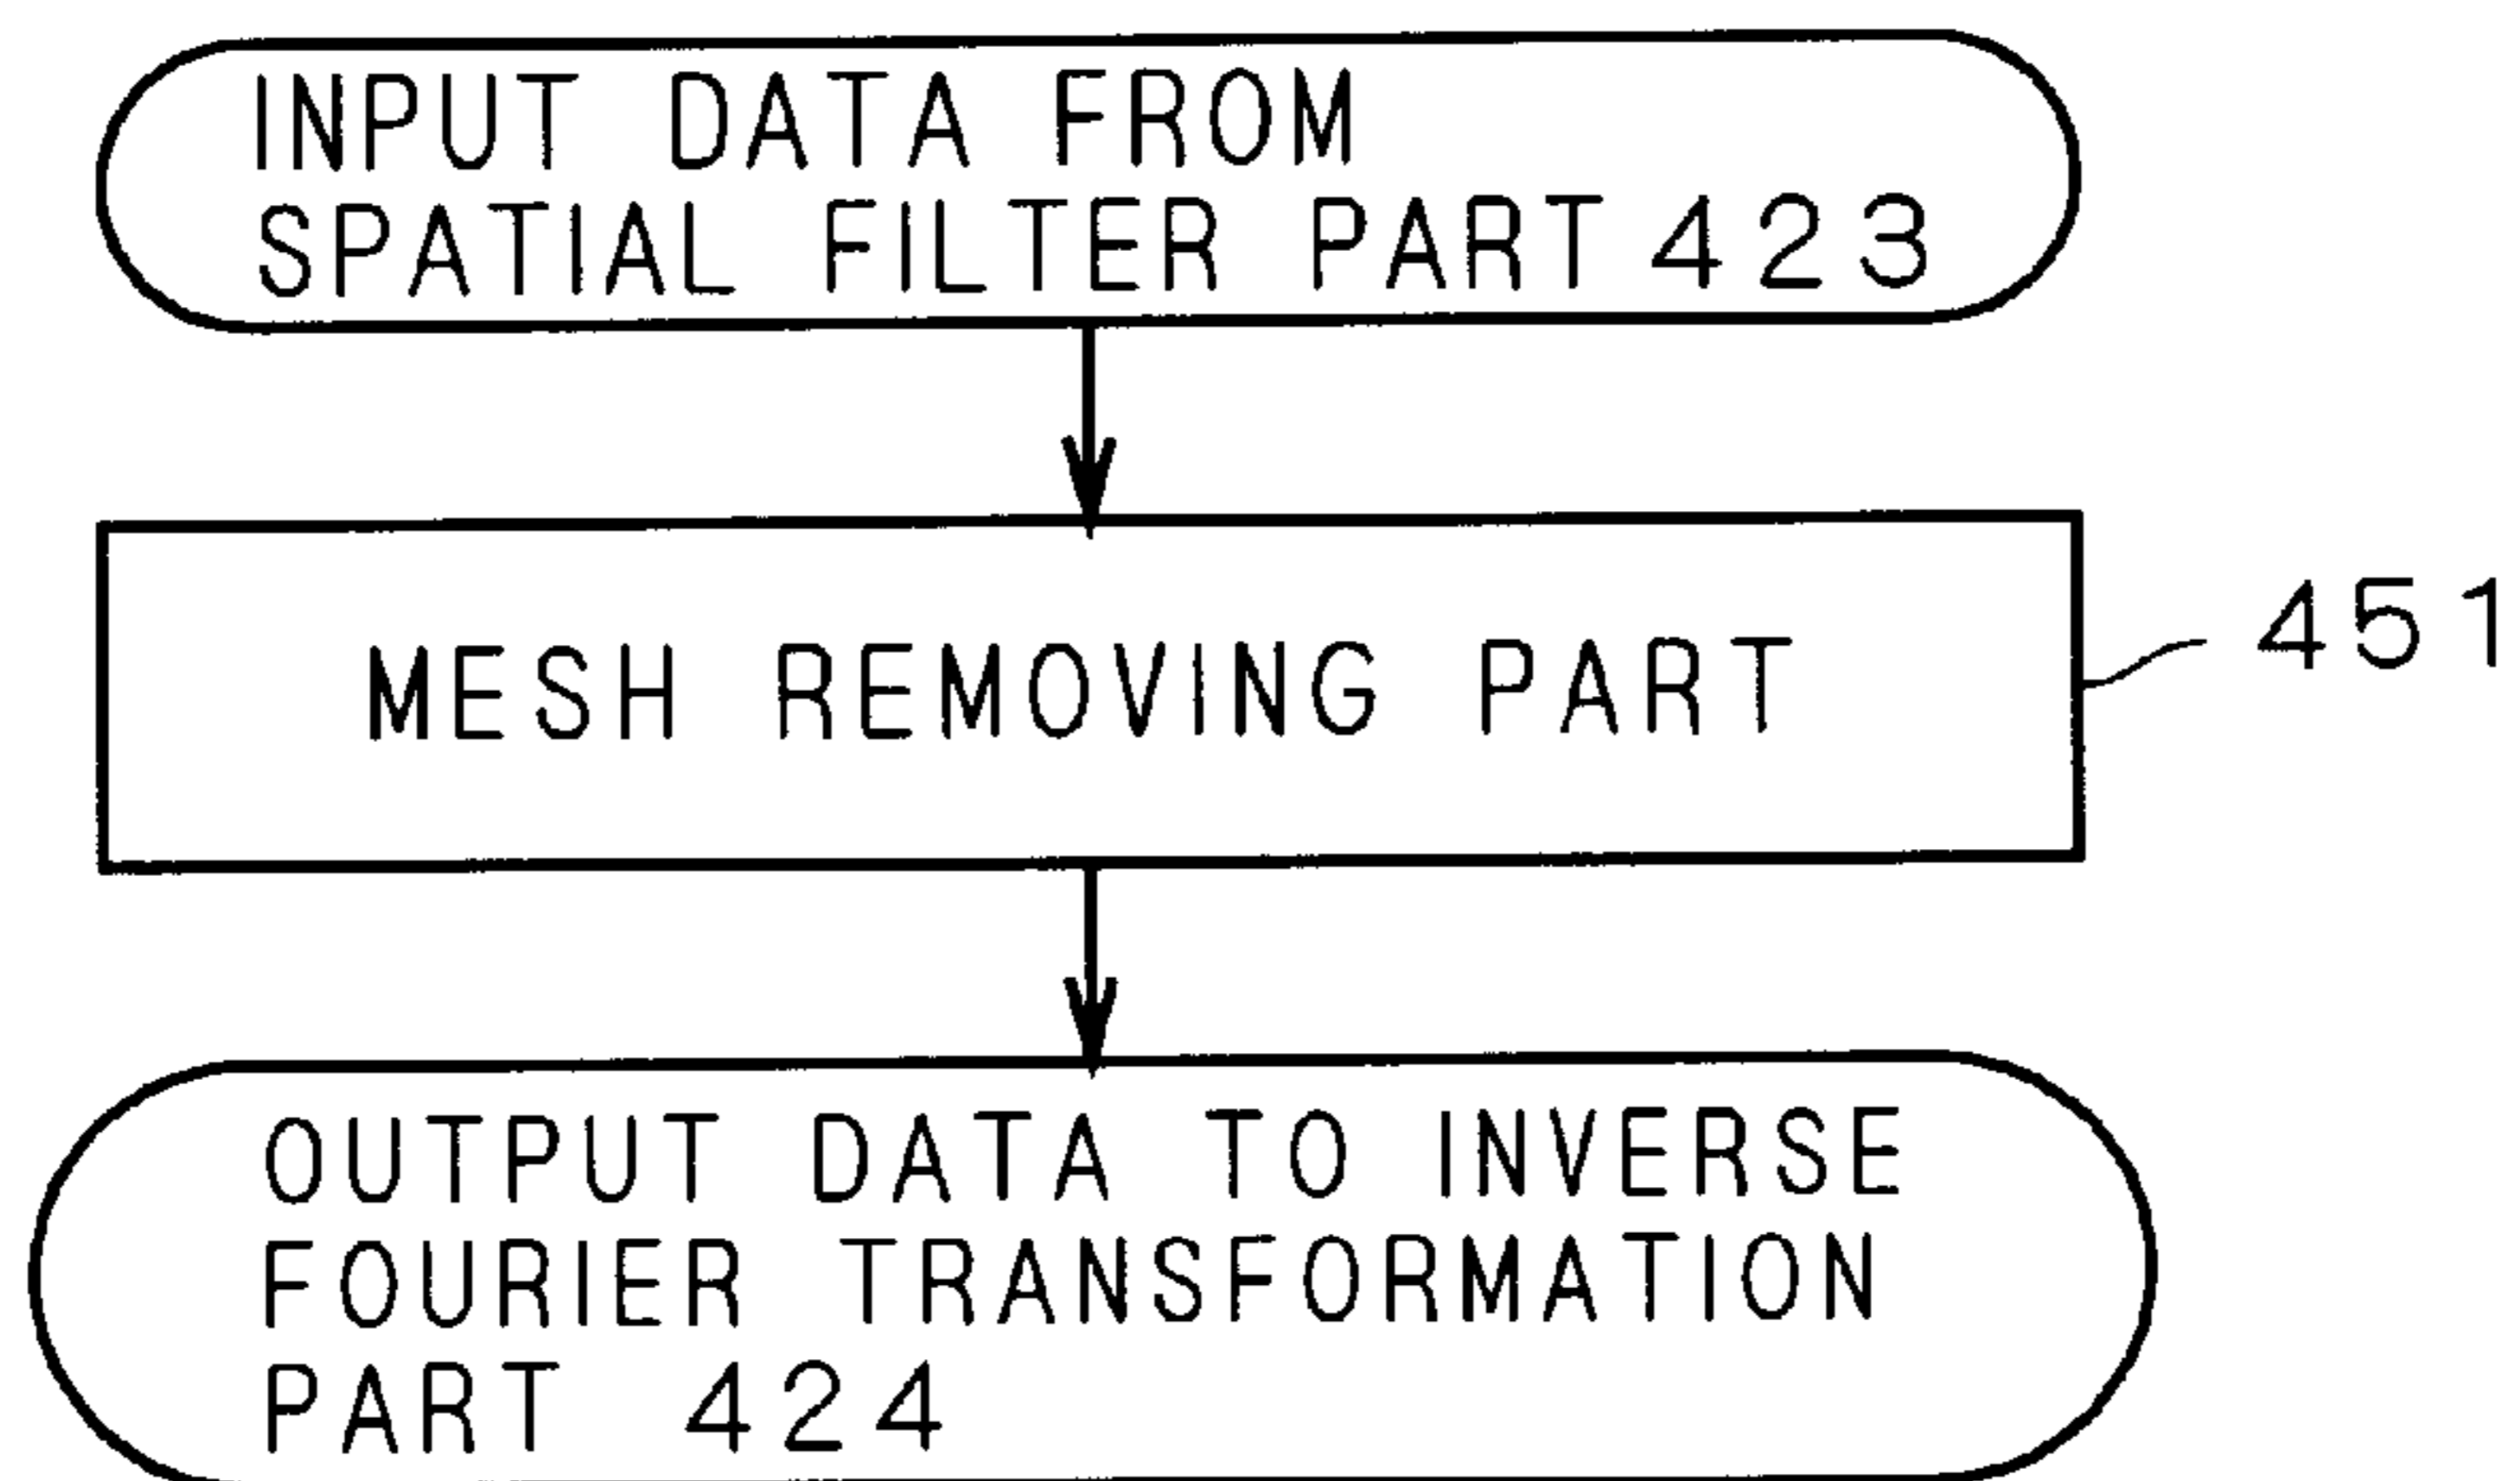 INPUT DATA FROM
SPATIAL FILTER PART 423
MESH REMOVING PART
451
OUTPUT DATA TO INVERSE
FOURIER TRANSFORMATION
PART 424